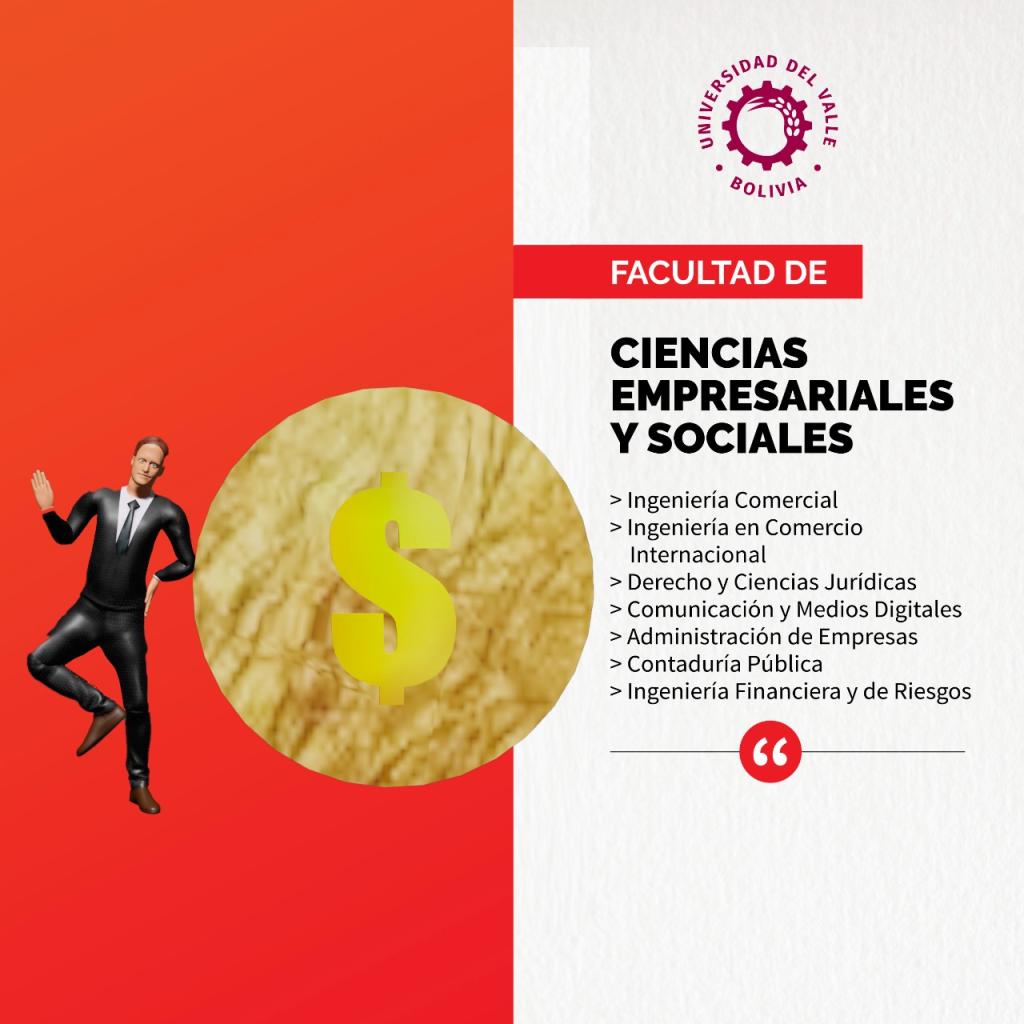 UNIVERSIDAD DEL VALLE
BOLIVIA
FACULTAD DE
CIENCIAS
EMPRESARIALES
Y SOCIALES
> Ingeniería Comercial
> Ingeniería en Comercio
Internacional
> Derecho y Ciencias Jurídicas
> Comunicación y Medios Digitales
> Administración de Empresas
> Contaduría Pública
> Ingeniería Financiera y de Riesgos
“
$